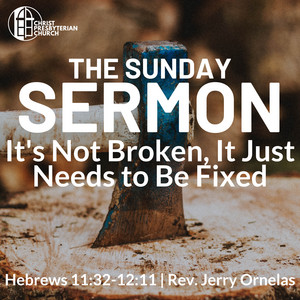 CHRIST
PRESBYTERIAN
CHURCH
THE SUNDAY
SERMON
It's Not Broken, It Just
Needs to Be Fixed
Hebrews 11:32-12:11 | Rev. Jerry Ornelas